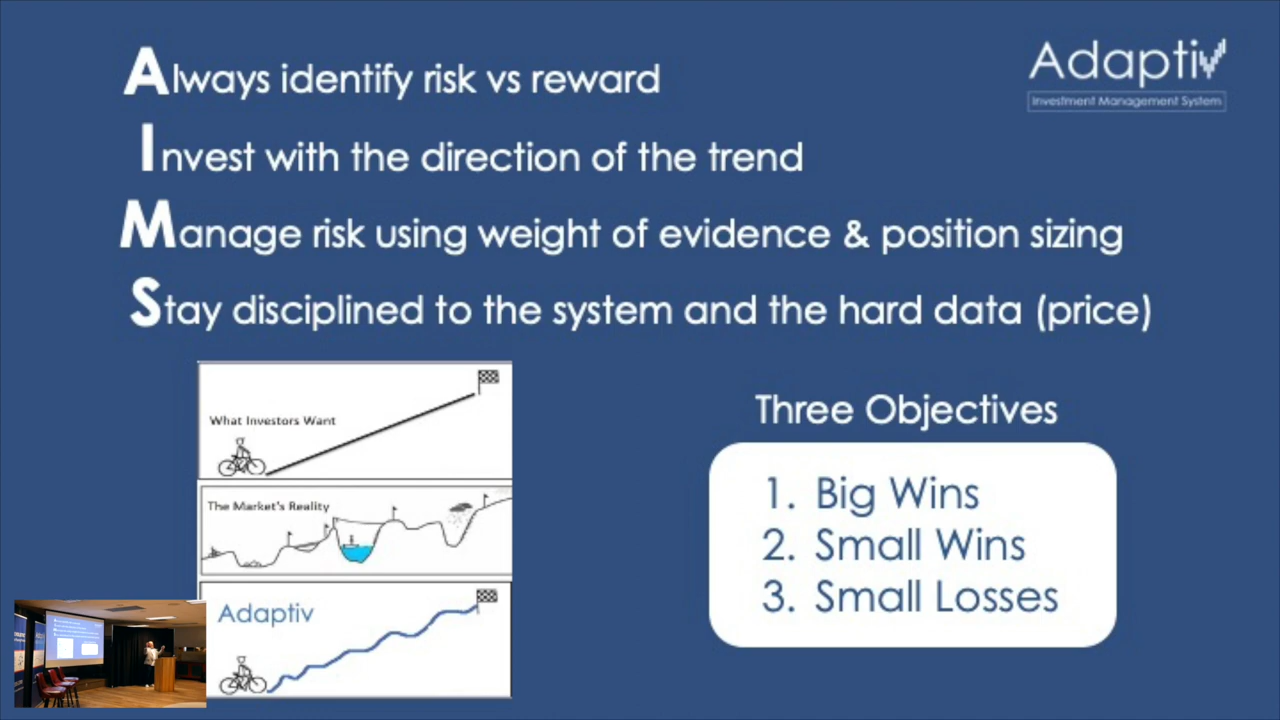 Always identify risk vs reward
Adaptiv
Investment Management System
Invest with the direction of the trend
Manage risk using weight of evidence & position sizing
Stay disciplined to the system and the hard data (price)
What Investors Want
The Market's Reality
Adaptiv
Three Objectives
1. Big Wins
2. Small Wins
3. Small Losses